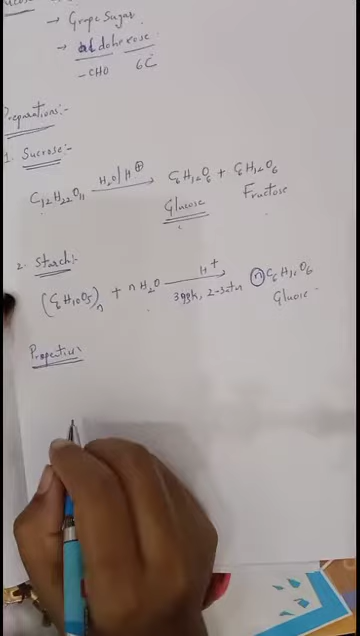 → Grape Sugar
→ aldohexose
-CHO 6C
Preparations:-
1. Sucrose:-
C12H22O11 H2O/H⊕ → C6H12O6 + C6H12O6
Glucose Fructose
2. Starch:-
(C6H10O5)n + nH2O H+ → n C6H12O6
393k, 2-3atm Glucose
Properties: